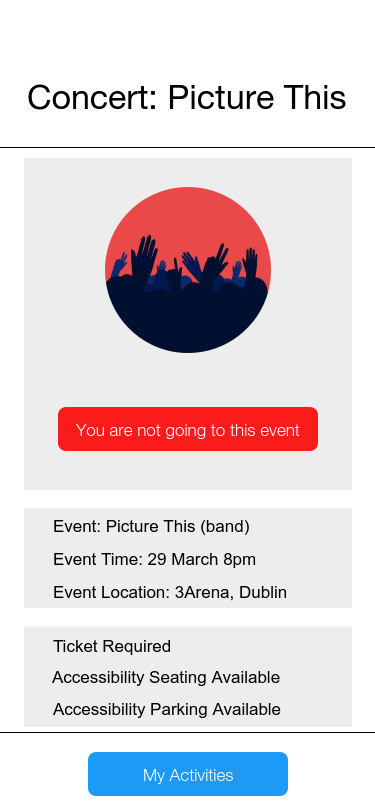 Concert: Picture This
You are not going to this event
Event: Picture This (band)
Event Time: 29 March 8pm
Event Location: 3Arena, Dublin
Ticket Required
Accessibility Seating Available
Accessibility Parking Available
My Activities